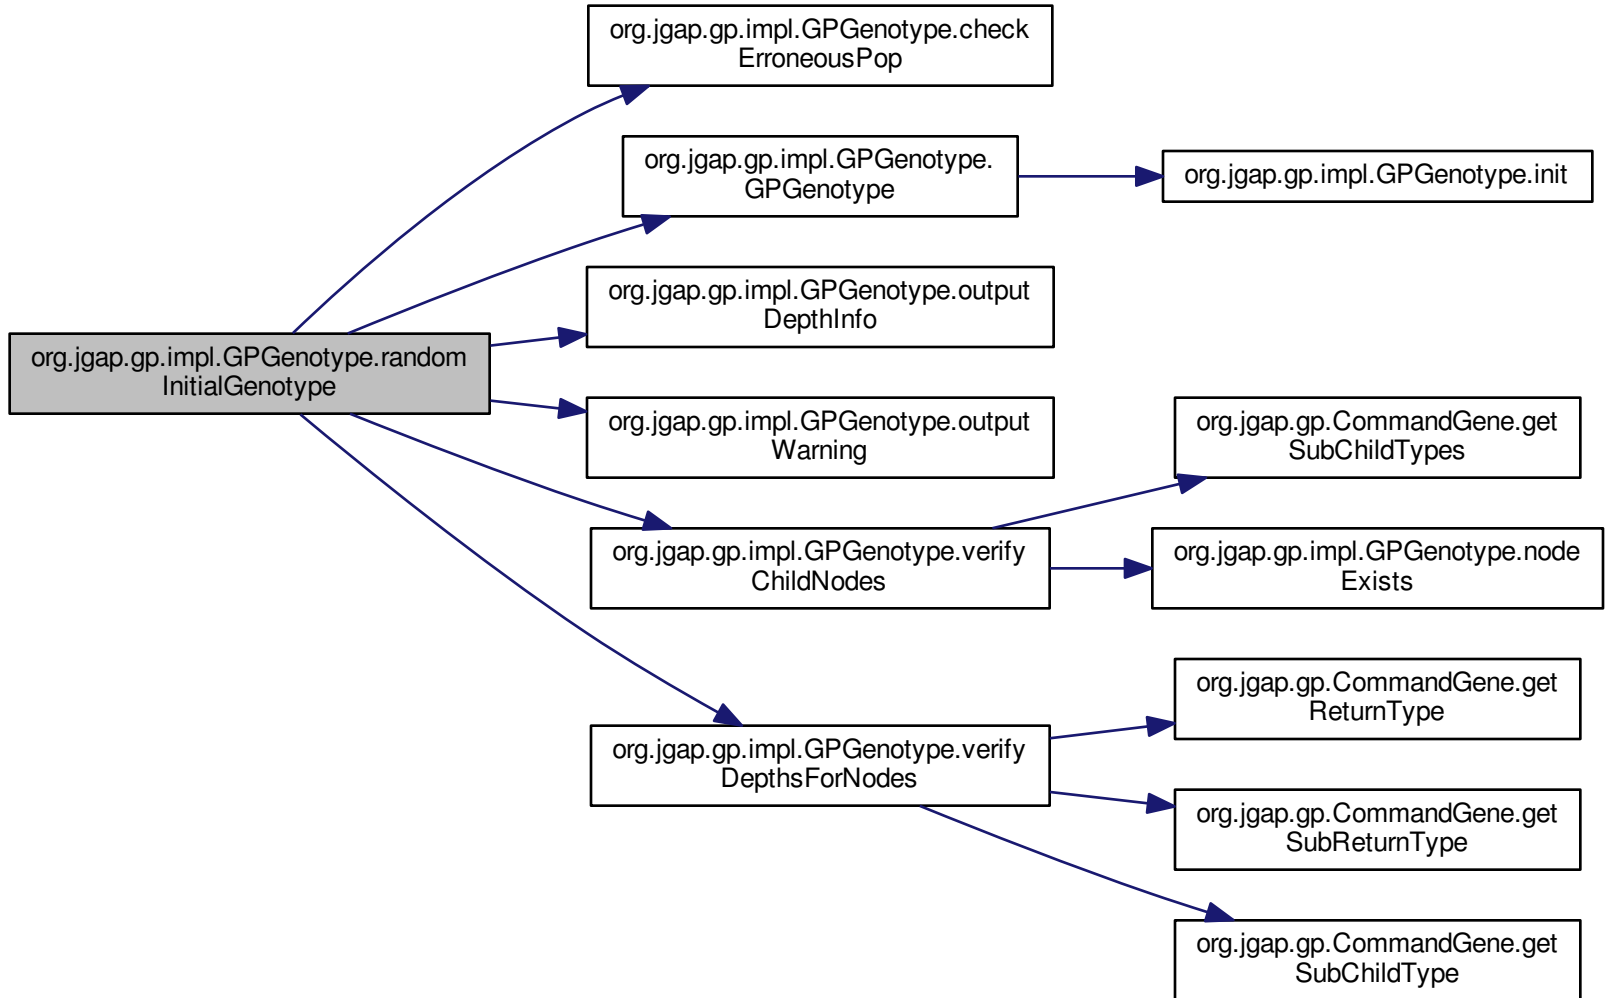 org.jgap.gp.impl.GPGenotype.check
ErroneousPop
org.jgap.gp.impl.GPGenotype.
GPGenotype
org.jgap.gp.impl.GPGenotype.init
org.jgap.gp.impl.GPGenotype.output
DepthInfo
org.jgap.gp.impl.GPGenotype.random
InitialGenotype
org.jgap.gp.impl.GPGenotype.output
Warning
org.jgap.gp.CommandGene.get
SubChildTypes
org.jgap.gp.impl.GPGenotype.verify
ChildNodes
org.jgap.gp.impl.GPGenotype.node
Exists
org.jgap.gp.CommandGene.get
ReturnType
org.jgap.gp.impl.GPGenotype.verify
DepthsForNodes
org.jgap.gp.CommandGene.get
SubReturnType
org.jgap.gp.CommandGene.get
SubChildType